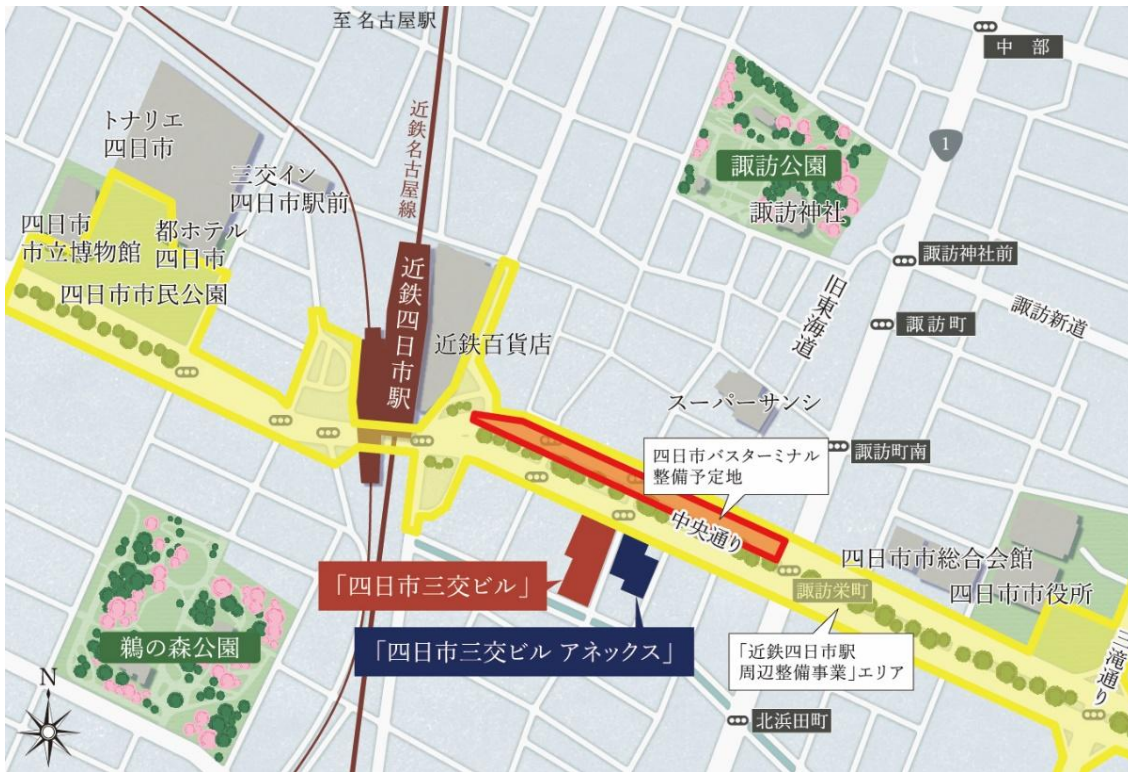 至 名古屋駅
中 部
トナリエ
四日市
近鉄名古屋線
1
諏訪公園
諏訪神社
三交イン
四日市駅前
四日市
市立博物館
都ホテル
四日市
四日市市民公園
近鉄四日市駅
近鉄百貨店
諏訪神社前
諏訪新道
旧東海道
諏訪町
スーパーサンシ
諏訪町南
四日市バスターミナル
整備予定地
中央通り
四日市市総合会館
四日市市役所
諏訪栄町
「四日市三交ビル」
「四日市三交ビル アネックス」
「近鉄四日市駅
周辺整備事業」エリア
三滝通り
鵜の森公園
北浜田町
N